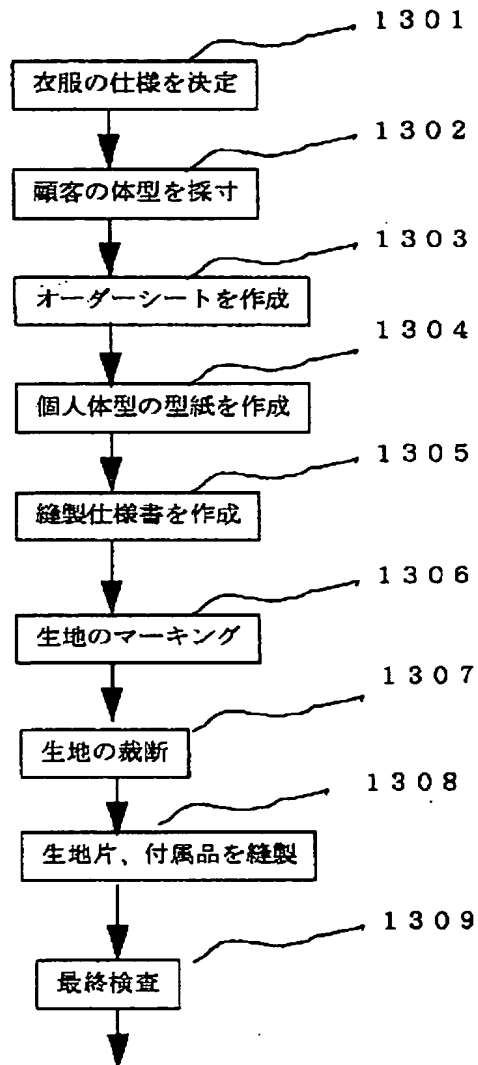 １３０１
衣服の仕様を決定
１３０２
顧客の体型を採寸
１３０３
オーダーシートを作成
１３０４
個人体型の型紙を作成
１３０５
縫製仕様書を作成
１３０６
生地のマーキング
１３０７
生地の裁断
１３０８
生地片、付属品を縫製
１３０９
最終検査